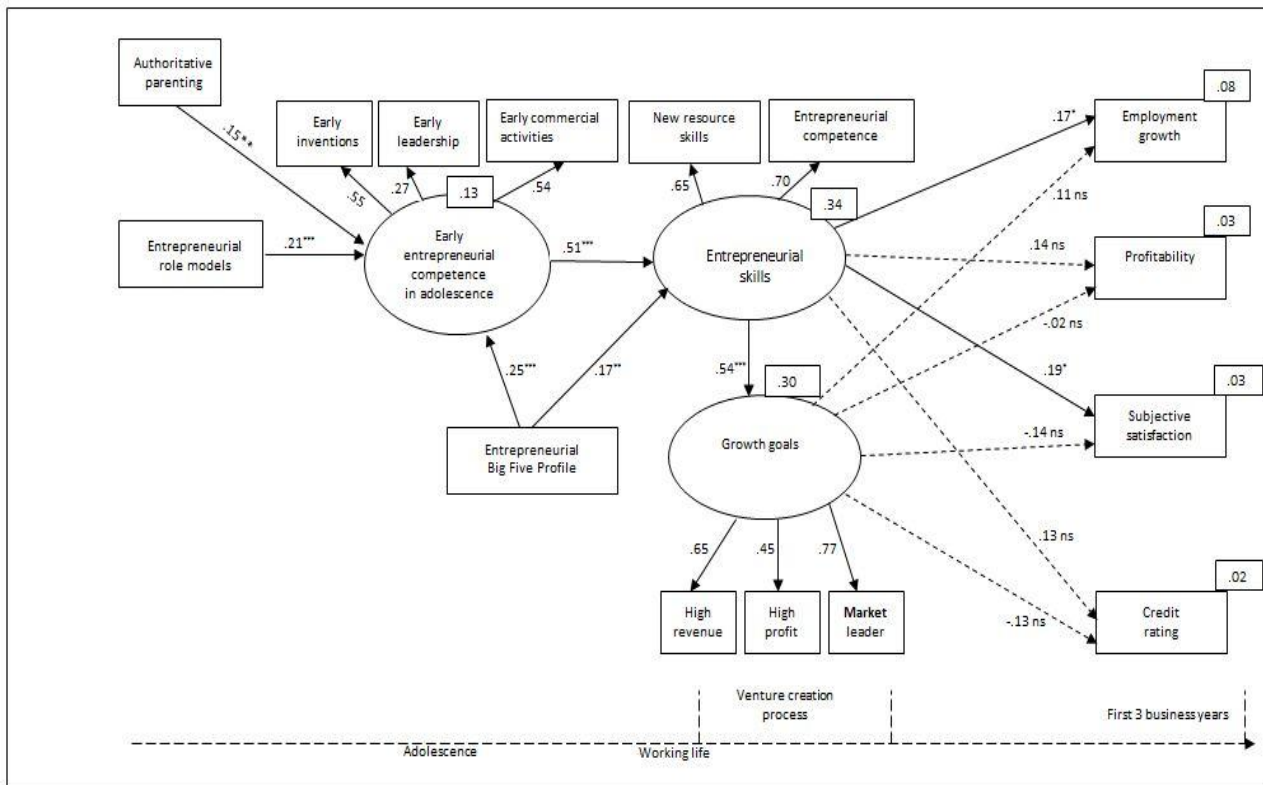 Authoritative
parenting
.15**
Entrepreneurial
role models
.21***
Early
inventions
Early
leadership
Early commercial
activities
.55
.27
.54
.13
Early
entrepreneurial
competence
in adolescence
.51***
.25***
.17**
Entrepreneurial
Big Five Profile
New resource
skills
Entrepreneurial
competence
.65
.70
.34
Entrepreneurial
skills
.54***
.30
Growth goals
.65
.45
.77
High
revenue
High
profit
Market
leader
.17*
.11 ns
.14 ns
-.02 ns
.19*
-.14 ns
.13 ns
-.13 ns
.08
Employment
growth
.03
Profitability
.03
Subjective
satisfaction
.02
Credit
rating
Venture creation
process
First 3 business years
Adolescence
Working life